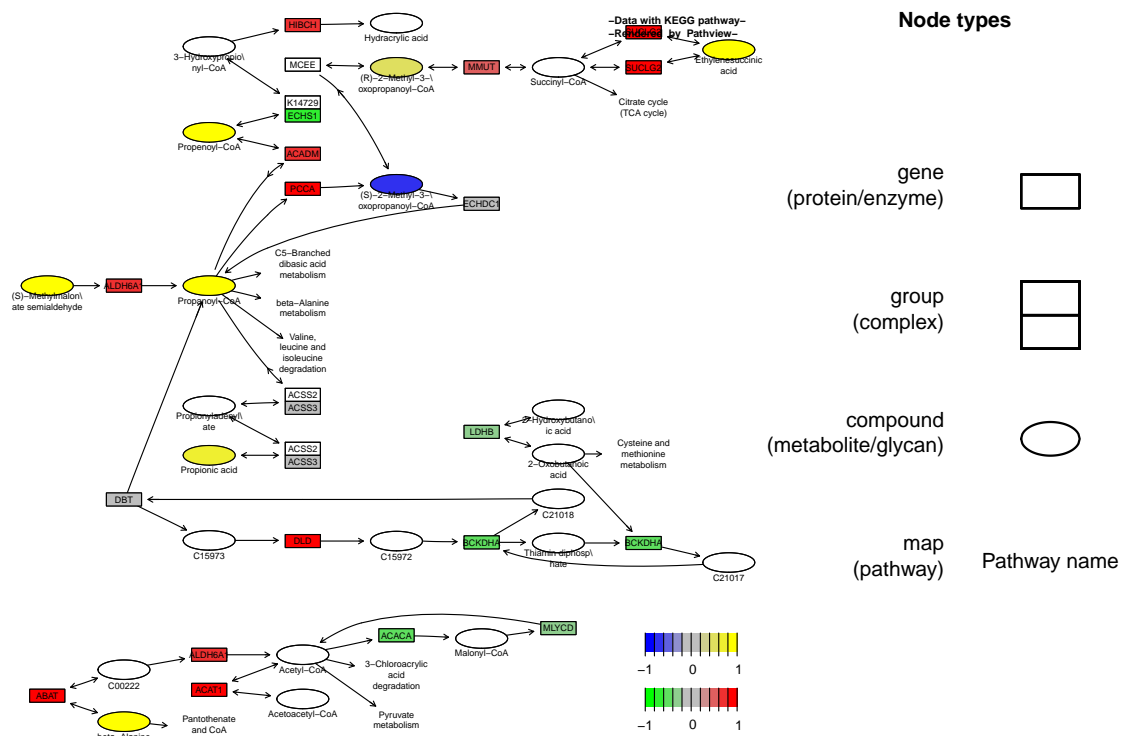 −Data with KEGG pathway−
−Rendered by Pathview−
Node types
HIBCH
Hydracrylic acid
3−Hydroxypropio\
nyl−CoA
MCEE
(R)−2−Methyl−3−\
oxopropanoyl−CoA
MMUT
Succinyl−CoA
SUCLG2
Ethylenesuccinic
acid
Citrate cycle
(TCA cycle)
K14729
ECHS1
Propenoyl−CoA
ACADM
PCCA
(S)−2−Methyl−3−\
oxopropanoyl−CoA
ECHDC1
gene
(protein/enzyme)
C5−Branched
dibasic acid
metabolism
(S)−Methylmalon\
ate semialdehyde
ALDH6A1
Propanoyl−CoA
beta−Alanine
metabolism
group
(complex)
Valine,
leucine and
isoleucine
degradation
ACSS2
ACSS3
Propionyladenyl\
ate
ACSS2
ACSS3
Propionic acid
LDHB
2−Hydroxybutano\
ic acid
2−Oxobutanoic
acid
Cysteine and
methionine
metabolism
compound
(metabolite/glycan)
DBT
C21018
C15973
DLD
C15972
BCKDHA
Thiamin diphosp\
hate
BCKDHA
C21017
map
(pathway)
Pathway name
MLYCD
ACACA
Malonyl−CoA
ALDH6A1
Acetyl−CoA
C00222
3−Chloroacrylic
acid
degradation
ABAT
ACAT1
Acetoacetyl−CoA
Pyruvate
metabolism
beta−Alanine
Pantothenate
and CoA
−1
0
1
−1
0
1